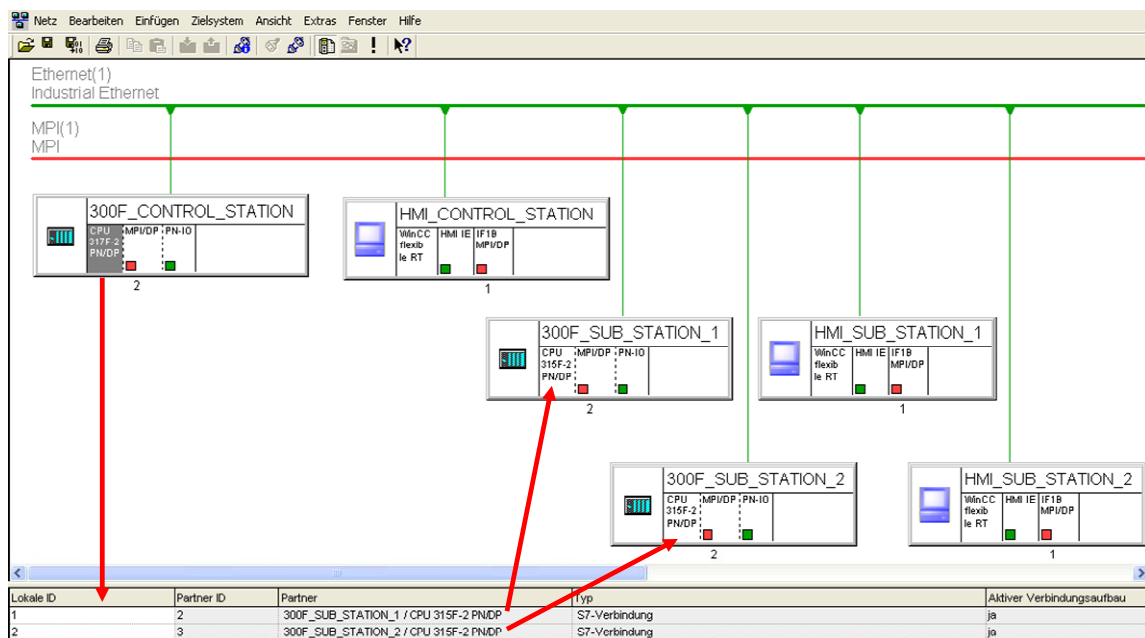 Netz Bearbeiten Einfügen Zielsystem Ansicht Extras Fenster Hilfe
Ethernet(1)
Industrial Ethernet
MPI(1)
MPI
300F_CONTROL_STATION
CPU 317F-2 PN/DP
MPI/DP
PN-IO
2
HMI_CONTROL_STATION
WinCC flexib le RT
HMI IE
IF1B MPI/DP
1
300F_SUB_STATION_1
CPU 315F-2 PN/DP
MPI/DP
PN-IO
2
HMI_SUB_STATION_1
WinCC flexib le RT
HMI IE
IF1B MPI/DP
1
300F_SUB_STATION_2
CPU 315F-2 PN/DP
MPI/DP
PN-IO
2
HMI_SUB_STATION_2
WinCC flexib le RT
HMI IE
IF1B MPI/DP
1
Lokale ID Partner ID Partner Typ Aktiver Verbindungsaufbau
1 2 300F_SUB_STATION_1 / CPU 315F-2 PN/DP S7-Verbindung ja
2 3 300F_SUB_STATION_2 / CPU 315F-2 PN/DP S7-Verbindung ja